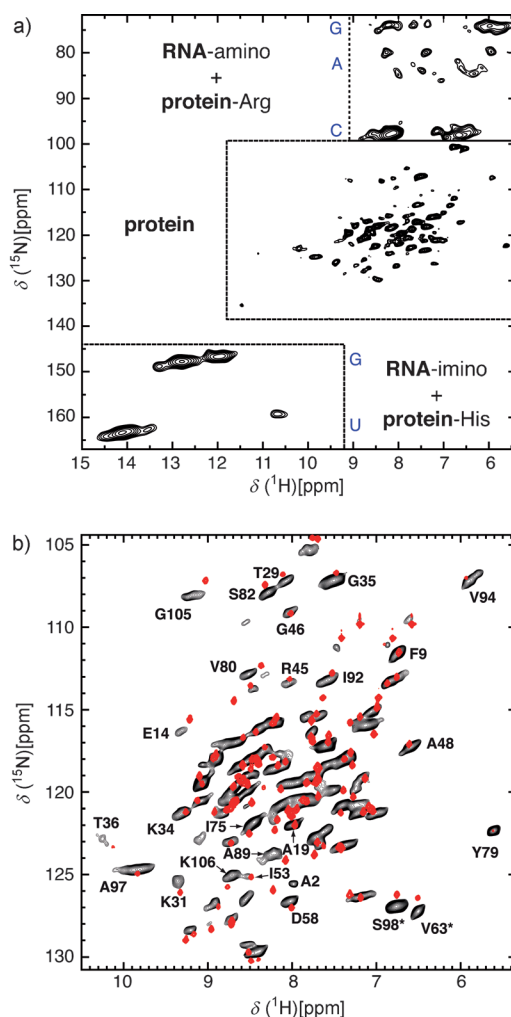 a)
RNA-amino
+
protein-Arg
G
A
C
protein
G
U
RNA-imino
+
protein-His
80
90
100
110
120
130
140
150
160
δ (15N)[ppm]
15 14 13 12 11 10 9 8 7 6
δ (1H)[ppm]
b)
105
110
115
120
125
130
δ (15N)[ppm]
T29
S82
G35
V94
G105
G46
V80
R45
I92
F9
E14
A48
T36
K34
I75
A89
A19
Y79
A97
K106
I53
K31
A2
D58
S98*
V63*
10 9 8 7 6
δ (1H)[ppm]